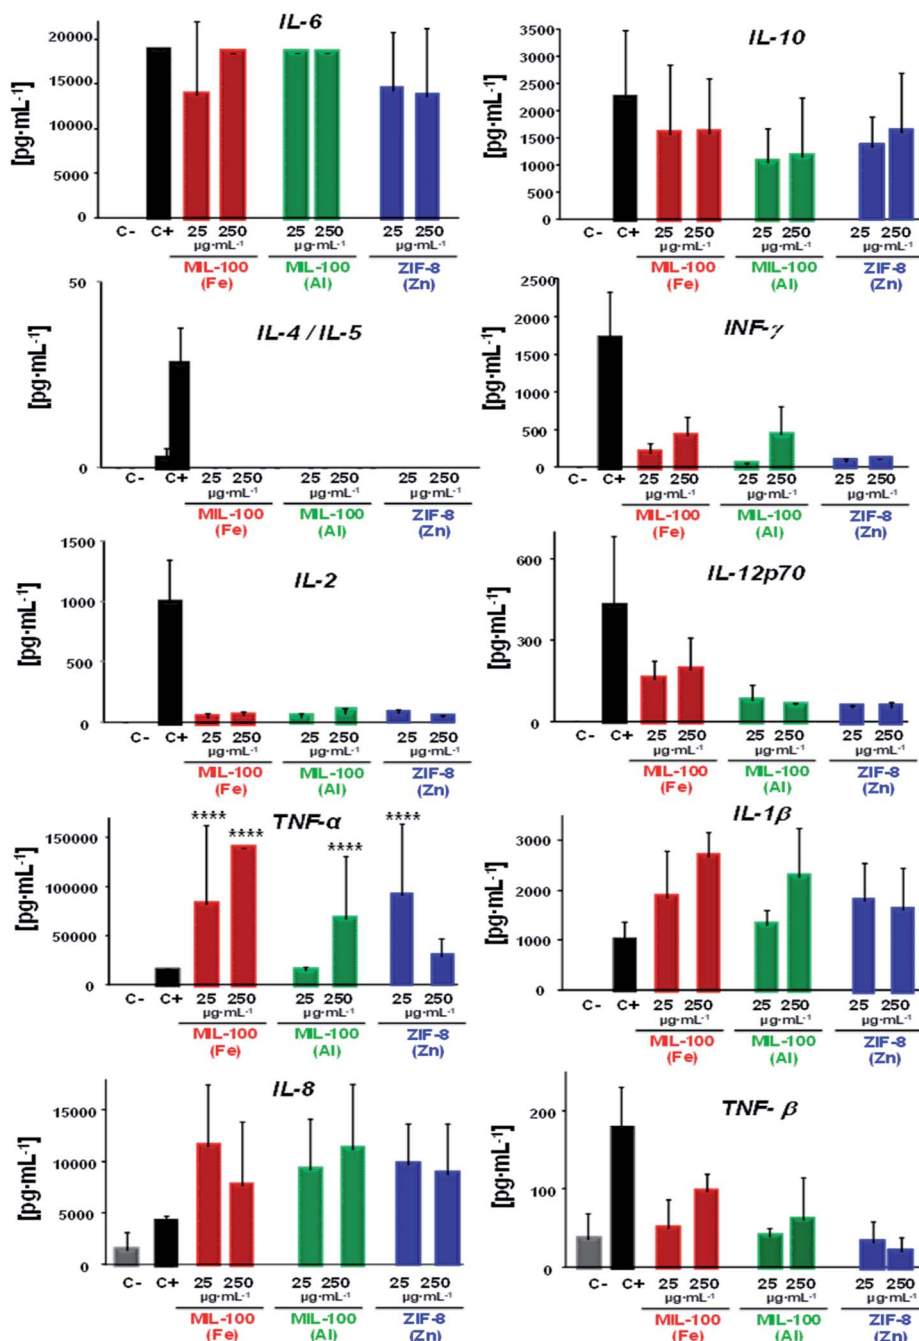 IL-6
[pg·mL-1]
20000
15000
10000
5000
0
C- C+ 25 250 25 250 25 250
µg·mL-1 µg·mL-1 µg·mL-1
MIL-100 MIL-100 ZIF-8
(Fe) (Al) (Zn)
IL-10
[pg·mL-1]
3500
3000
2500
2000
1500
1000
500
0
C- C+ 25 250 25 250 25 250
µg·mL-1 µg·mL-1 µg·mL-1
MIL-100 MIL-100 ZIF-8
(Fe) (Al) (Zn)
IL-4 / IL-5
[pg·mL-1]
50
0
C- C+ 25 250 25 250 25 250
µg·mL-1 µg·mL-1 µg·mL-1
MIL-100 MIL-100 ZIF-8
(Fe) (Al) (Zn)
INF-γ
[pg·mL-1]
2500
2000
1500
1000
500
0
C- C+ 25 250 25 250 25 250
µg·mL-1 µg·mL-1 µg·mL-1
MIL-100 MIL-100 ZIF-8
(Fe) (Al) (Zn)
IL-2
[pg·mL-1]
1500
1000
500
0
C- C+ 25 250 25 250 25 250
µg·mL-1 µg·mL-1 µg·mL-1
MIL-100 MIL-100 ZIF-8
(Fe) (Al) (Zn)
IL-12p70
[pg·mL-1]
600
300
0
C- C+ 25 250 25 250 25 250
µg·mL-1 µg·mL-1 µg·mL-1
MIL-100 MIL-100 ZIF-8
(Fe) (Al) (Zn)
TNF-α
**** **** **** ****
[pg·mL-1]
150000
100000
50000
0
C- C+ 25 250 25 250 25 250
µg·mL-1 µg·mL-1 µg·mL-1
MIL-100 MIL-100 ZIF-8
(Fe) (Al) (Zn)
IL-1β
[pg·mL-1]
3000
2000
1000
0
C- C+ 25 250 25 250 25 250
µg·mL-1 µg·mL-1 µg·mL-1
MIL-100 MIL-100 ZIF-8
(Fe) (Al) (Zn)
IL-8
[pg·mL-1]
15000
10000
5000
0
C- C+ 25 250 25 250 25 250
µg·mL-1 µg·mL-1 µg·mL-1
MIL-100 MIL-100 ZIF-8
(Fe) (Al) (Zn)
TNF- β
[pg·mL-1]
200
100
0
C- C+ 25 250 25 250 25 250
µg·mL-1 µg·mL-1 µg·mL-1
MIL-100 MIL-100 ZIF-8
(Fe) (Al) (Zn)